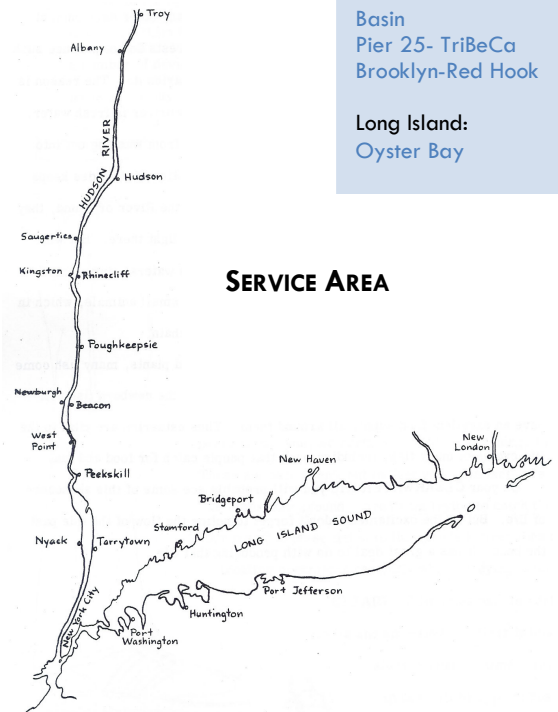 Basin
Pier 25- TriBeCa
Brooklyn-Red Hook
Long Island:
Oyster Bay
SERVICE AREA
Troy
Albany
HUDSON RIVER
Hudson
Saugerties
Kingston
Rhinecliff
Poughkeepsie
Newburgh
Beacon
West
Point
Peekskill
Nyack
Tarrytown
New York City
New
London
New Haven
Bridgeport
Stamford
LONG ISLAND SOUND
Port Jefferson
Huntington
Port
Washington